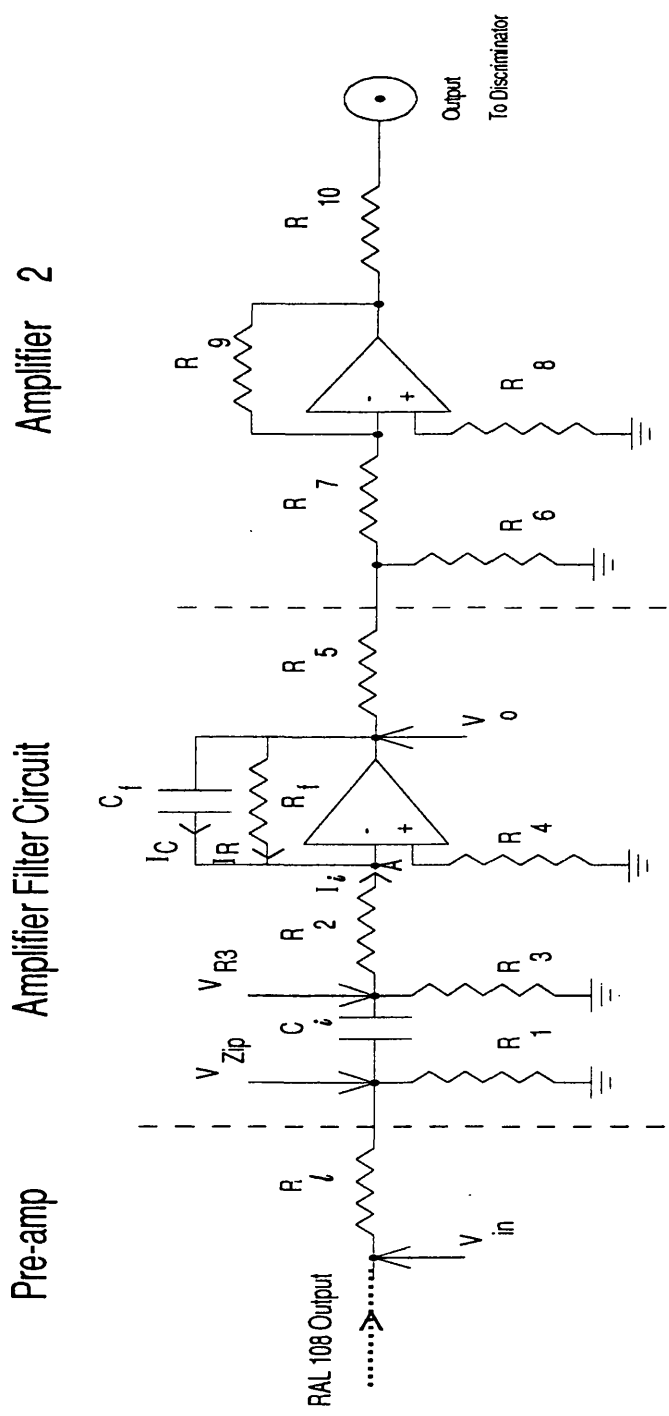 Pre-amp
Amplifier Filter Circuit
Amplifier 2
RAL 108 Output
V in
R l
V Zip
R 1
C i
V R3
R 3
R 2
I i
A
-
+
R 4
I C
C f
I R
R f
V o
R 5
R 6
R 7
-
+
R 8
R 9
R 10
Output
To Discriminator